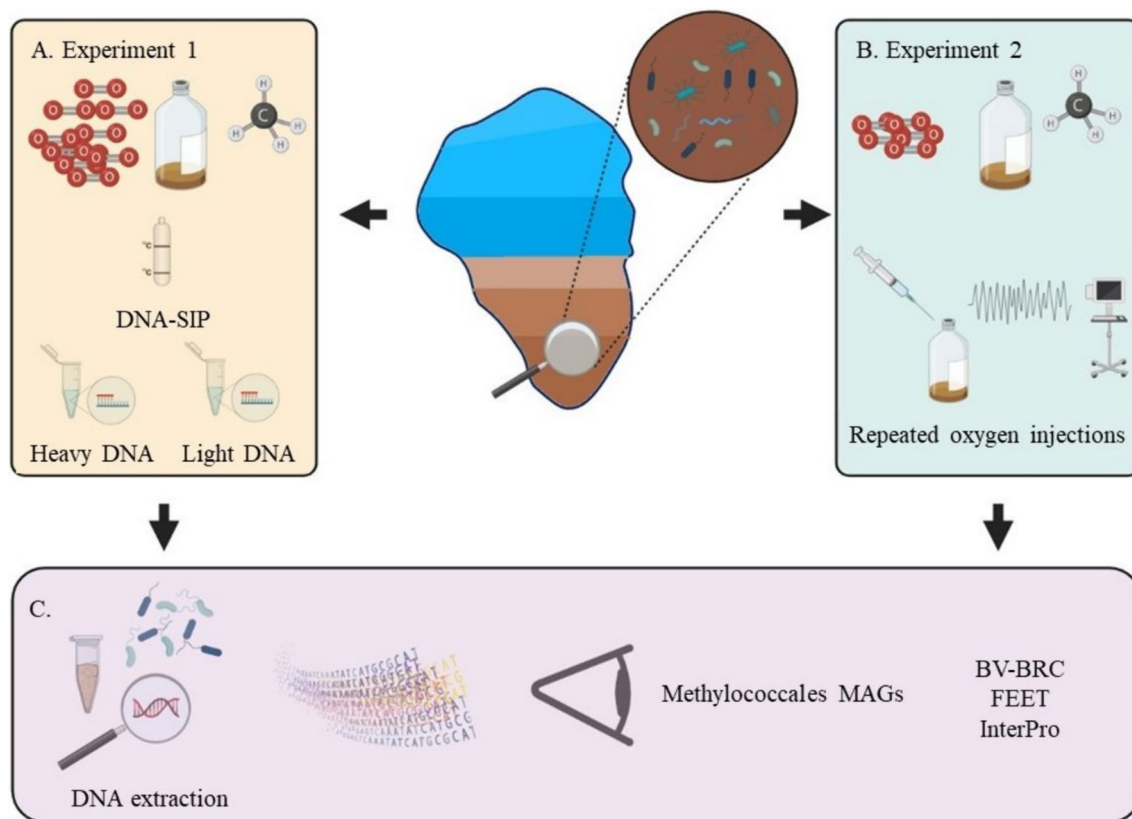 A. Experiment 1
O O
O O O O
O O
O O
O O
H
C
H
H
H
°C
°C
DNA-SIP
Heavy DNA Light DNA
B. Experiment 2
O O
O O
O O
H
C
H
H
H
Repeated oxygen injections
C.
DNA extraction
Methylococcales MAGs
BV-BRC
FEET
InterPro